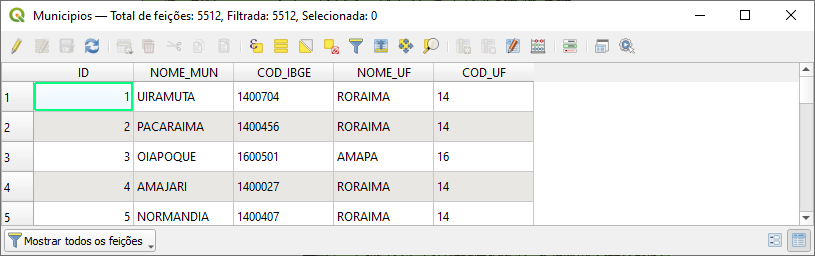 Municipios — Total de feições: 5512, Filtrada: 5512, Selecionada: 0
ID NOME_MUN COD_IBGE NOME_UF COD_UF
1 1 UIRAMUTA 1400704 RORAIMA 14
2 2 PACARAIMA 1400456 RORAIMA 14
3 3 OIAPOQUE 1600501 AMAPA 16
4 4 AMAJARI 1400027 RORAIMA 14
5 5 NORMANDIA 1400407 RORAIMA 14
Mostrar todos os feições